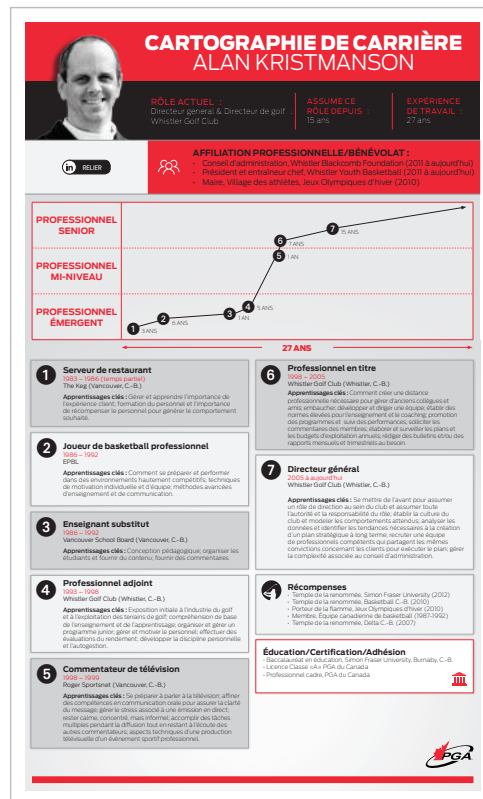 CARTOGRAPHIE DE CARRIÈRE
ALAN KRISTMANSON
RÔLE ACTUEL :
Directeur general & Directeur de golf :
Whistler Golf Club
ASSUME CE
RÔLE DEPUIS :
15 ans
EXPÉRIENCE
DE TRAVAIL :
27 ans
in RELIER
AFFILIATION PROFESSIONNELLE/BÉNÉVOLAT :
• Conseil d'administration, Whistler Blackcomb Foundation (2011 à aujourd'hui)
• Président et entraîneur chef, Whistler Youth Basketball (2011 à aujourd'hui)
• Maire, Village des athlètes, Jeux Olympiques d'hiver (2010)
PROFESSIONNEL
SENIOR
PROFESSIONNEL
MI-NIVEAU
PROFESSIONNEL
ÉMERGENT
1 3 ANS
2 6 ANS
3 1 AN
4 5 ANS
5 1 AN
6 7 ANS
7 15 ANS
27 ANS
1 Serveur de restaurant
1983 – 1986 (temps partiel)
The Keg (Vancouver, C.-B.)
Apprentissages clés : Gérer et apprendre l'importance de
l'expérience client; formation du personnel et l'importance
de récompenser le personnel pour générer le comportement
souhaité.
2 Joueur de basketball professionnel
1986 – 1992
EPBL
Apprentissages clés : Comment se préparer et performer
dans des environnements hautement compétitifs; techniques
de motivation individuelle et d'équipe; méthodes avancées
d'enseignement et de communication.
3 Enseignant substitut
1986 – 1992
Vancouver School Board (Vancouver, C.-B.)
Apprentissages clés : Conception pédagogique; organiser les
étudiants et fournir du contenu; fournir des commentaires
4 Professionnel adjoint
1993 – 1998
Whistler Golf Club (Whistler, C.-B.)
Apprentissages clés : Exposition initiale à l'industrie du golf
et à l'exploitation des terrains de golf; compréhension de base
de l'enseignement et de l'apprentissage; organiser et gérer un
programme junior; gérer et motiver le personnel; effectuer des
évaluations du rendement; développer la discipline personnelle
et l'autogestion.
5 Commentateur de télévision
1998 – 1999
Roger Sportsnet (Vancouver, C.-B.)
Apprentissages clés : Se préparer à parler à la télévision; affiner
des compétences en communication orale pour assurer la clarté
du message; gérer le stress associé à une émission en direct;
rester calme, concentré, mais informel; accomplir des tâches
multiples pendant la diffusion tout en restant à l'écoute des
autres commentateurs; aspects techniques d'une production
télévisuelle d'un événement sportif professionnel.
6 Professionnel en titre
1998 – 2005
Whistler Golf Club (Whistler, C.-B.)
Apprentissages clés : Comment créer une distance
professionnelle nécessaire pour gérer d'anciens collègues et
amis; embaucher, développer et diriger une équipe; établir des
normes élevées pour l'enseignement et le coaching; promotion
des programmes et suivi des performances; solliciter les
commentaires des membres; élaborer et surveiller les plans et
les budgets d'exploitation annuels; rédiger des bulletins et/ou des
rapports mensuels et trimestriels au besoin.
7 Directeur général
2005 à aujourd'hui
Whistler Golf Club (Whistler, C.-B.)
Apprentissages clés : Se mettre de l'avant pour assumer
un rôle de direction au sein du club et assumer toute
l'autorité et la responsabilité du rôle; établir la culture du
club et modeler les comportements attendus; analyser les
données et identifier les tendances nécessaires à la création
d'un plan stratégique à long terme; recruter une équipe
de professionnels compétents qui partagent les mêmes
convictions concernant les clients pour exécuter le plan; gérer
la complexité associée au conseil d'administration.
Récompenses
• Temple de la renommée, Simon Fraser University (2012)
• Temple de la renommée, Basketball C.-B. (2010)
• Porteur de la flamme, Jeux Olympiques d'hiver (2010)
• Membre, Équipe canadienne de basketball (1987-1992)
• Temple de la renommée, Delta C.-B. (2007)
Éducation/Certification/Adhésion
• Baccalauréat en éducation, Simon Fraser University, Burnaby, C.-B.
• Licence Classe «A» PGA du Canada
• Professionnel cadre, PGA du Canada
PGA